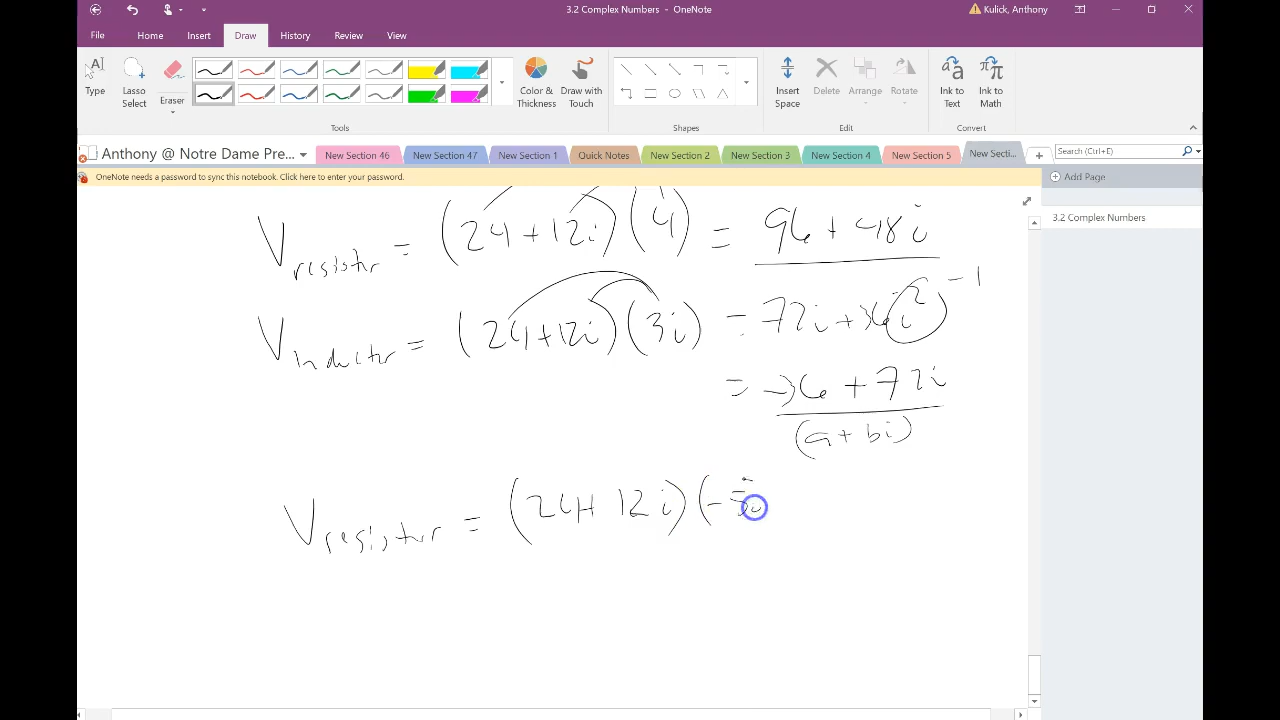 3.2 Complex Numbers - OneNote
Kulick, Anthony
File Home Insert Draw History Review View
Type Lasso Select Eraser Color & Thickness Draw with Touch Insert Space Delete Arrange Rotate Ink to Text Ink to Math
Tools Shapes Edit Convert
Anthony @ Notre Dame Pre... New Section 46 New Section 47 New Section 1 Quick Notes New Section 2 New Section 3 New Section 4 New Section 5 New Secti... Search (Ctrl+E)
OneNote needs a password to sync this notebook. Click here to enter your password.
Add Page
3.2 Complex Numbers
V resistr = (24+12i)(4) = 96+48i
V inductor = (24+12i)(3i) = 72i+36i² -1
= -36+72i
(a+bi)
V resistor = (24+12i)(-5i